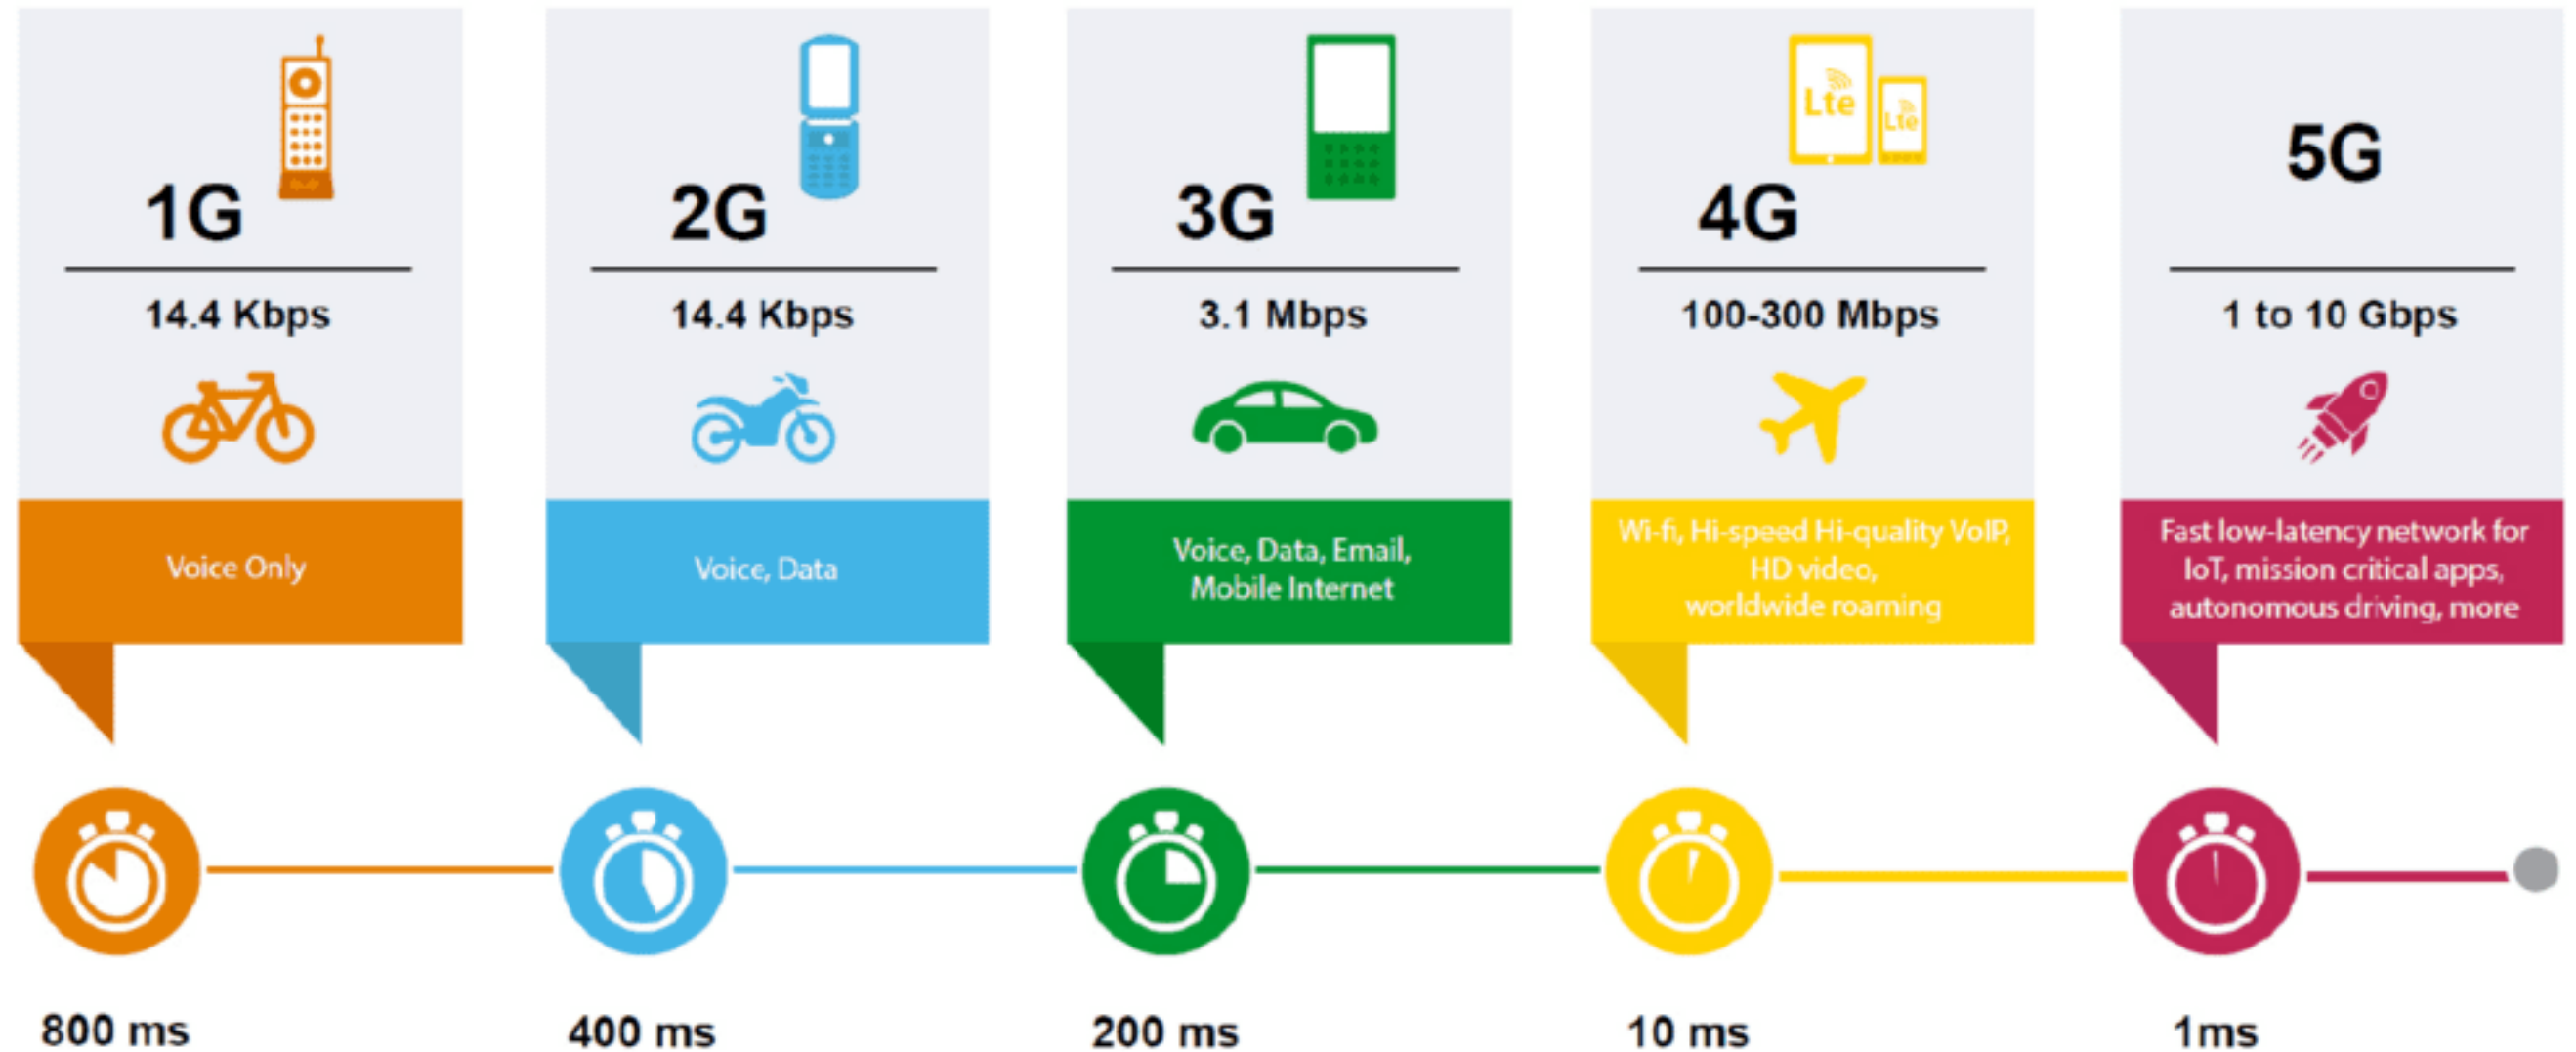 1G
14.4 Kbps
Voice Only
800 ms
2G
14.4 Kbps
Voice, Data
400 ms
3G
3.1 Mbps
Voice, Data, Email,
Mobile Internet
200 ms
Lte
Lte
4G
100-300 Mbps
Wi-fi, Hi-speed Hi-quality VoIP,
HD video,
worldwide roaming
10 ms
5G
1 to 10 Gbps
Fast low-latency network for
IoT, mission critical apps,
autonomous driving, more
1ms